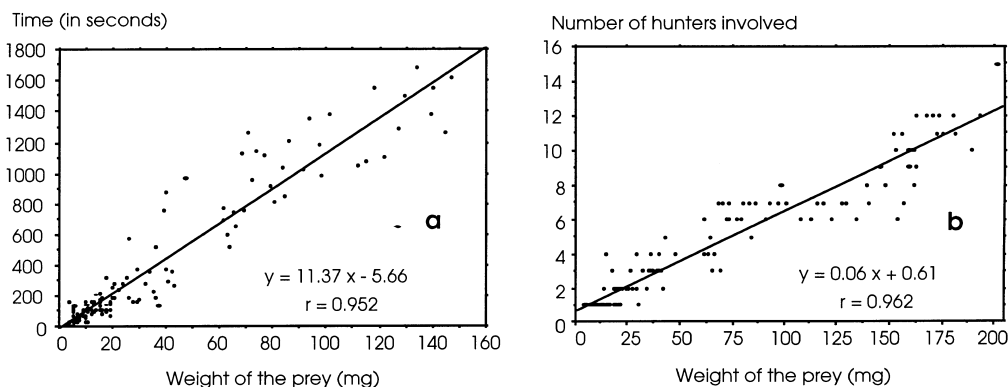 Time (in seconds)
1800
1600
1400
1200
1000
800
600
400
200
0
0 20 40 60 80 100 120 140 160
Weight of the prey (mg)
a
y = 11.37 x - 5.66
r = 0.952
Number of hunters involved
16
14
12
10
8
6
4
2
0
0 25 50 75 100 125 150 175 200
Weight of the prey (mg)
b
y = 0.06 x + 0.61
r = 0.962